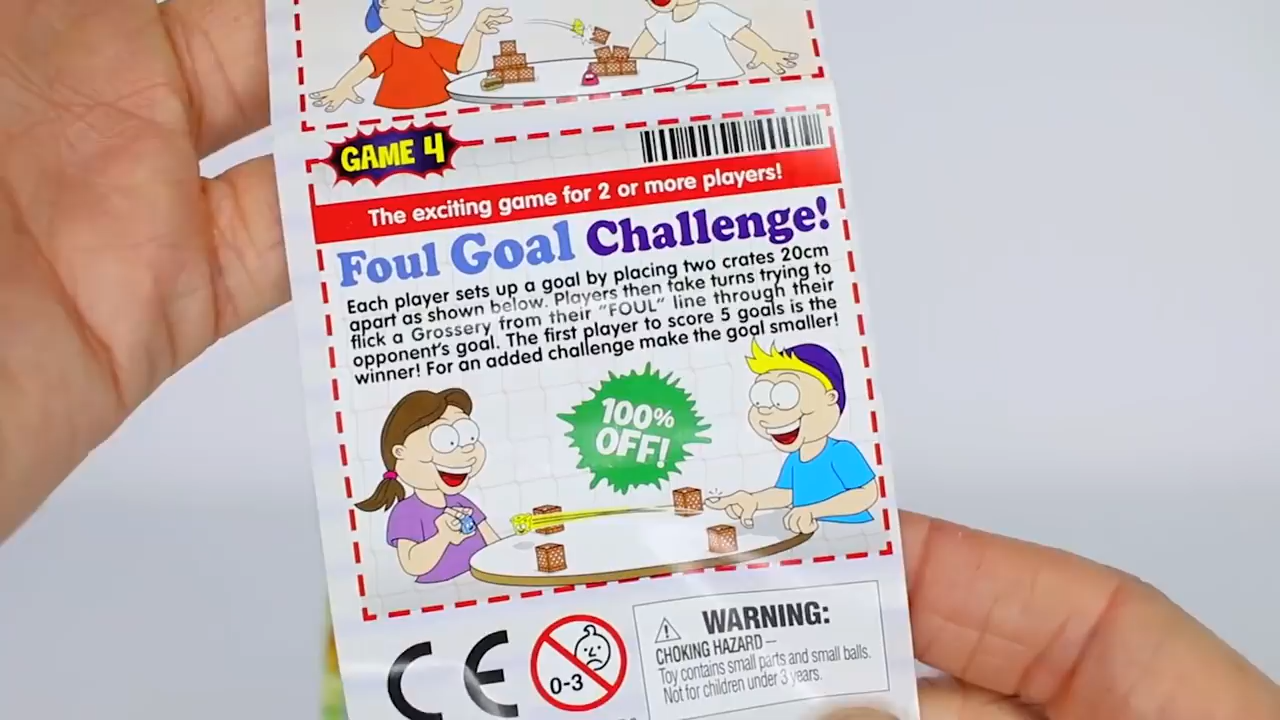 GAME 4
The exciting game for 2 or more players!
Foul Goal Challenge!
Each player sets up a goal by placing two crates 20cm
apart as shown below. Players then take turns trying to
flick a Grossery from their "FOUL" line through their
opponent's goal. The first player to score 5 goals is the
winner! For an added challenge make the goal smaller!
100%
OFF!
CE
0-3
WARNING:
CHOKING HAZARD —
Toy contains small parts and small balls.
Not for children under 3 years.